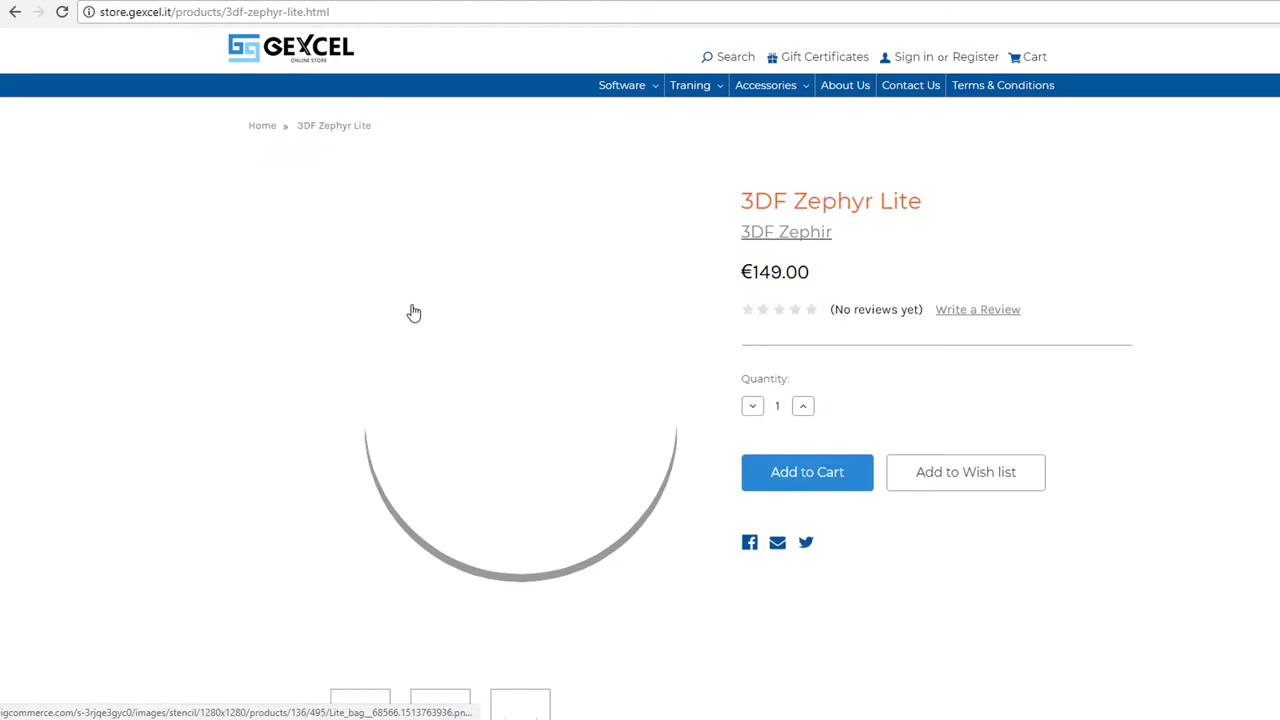 store.gexcel.it/products/3df-zephyr-lite.html
GEXCEL
ONLINE STORE
Search
Gift Certificates
Sign in or Register
Cart
Software
Traning
Accessories
About Us
Contact Us
Terms & Conditions
Home » 3DF Zephyr Lite
3DF Zephyr Lite
3DF Zephir
€149.00
(No reviews yet) Write a Review
Quantity:
1
Add to Cart
Add to Wish list
igcommerce.com/s-3rjqe3gyc0/images/stencil/1280x1280/products/136/495/Lite_bag__68566.1513763936.pn...